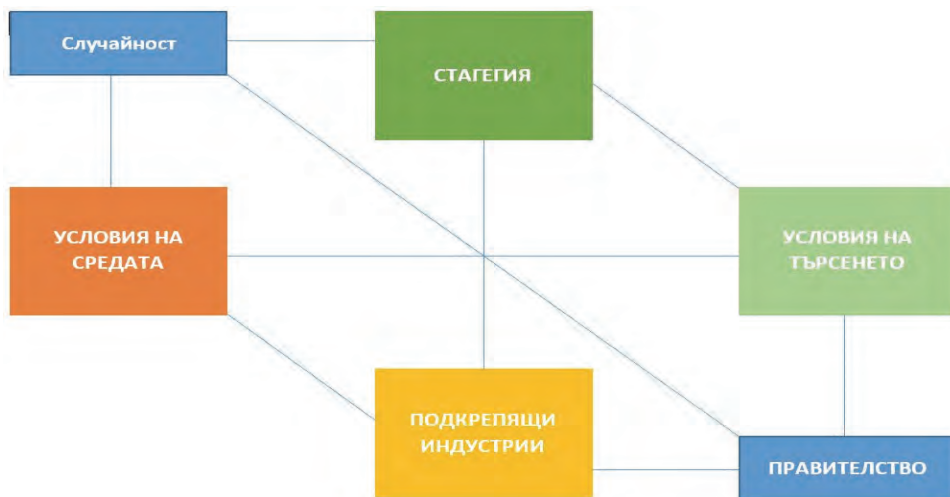 Случайност
СТАГЕГИЯ
УСЛОВИЯ НА
СРЕДАТА
УСЛОВИЯ НА
ТЪРСЕНЕТО
ПОДКРЕПЯЩИ
ИНДУСТРИИ
ПРАВИТЕЛСТВО